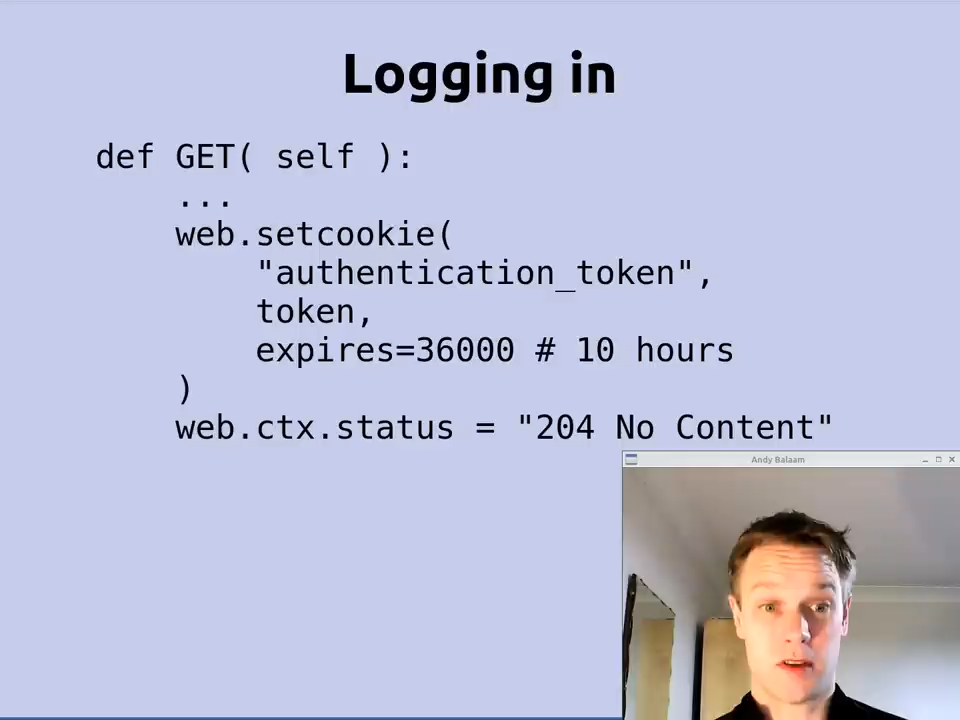 Logging in
def GET( self ):
...
web.setcookie(
"authentication_token",
token,
expires=36000 # 10 hours
)
web.ctx.status = "204 No Content"
Andy Balaam